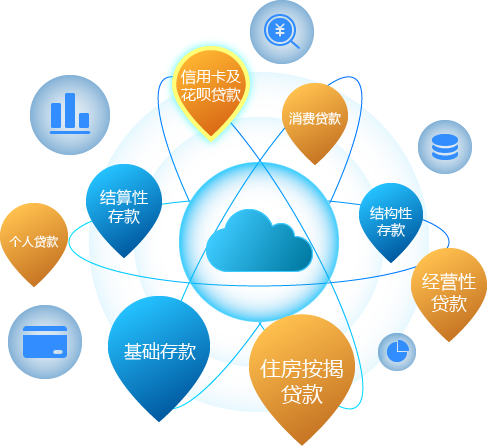 信用卡及
花呗贷款
消费贷款
结算性
存款
结构性
存款
个人贷款
经营性
贷款
基础存款
住房按揭
贷款